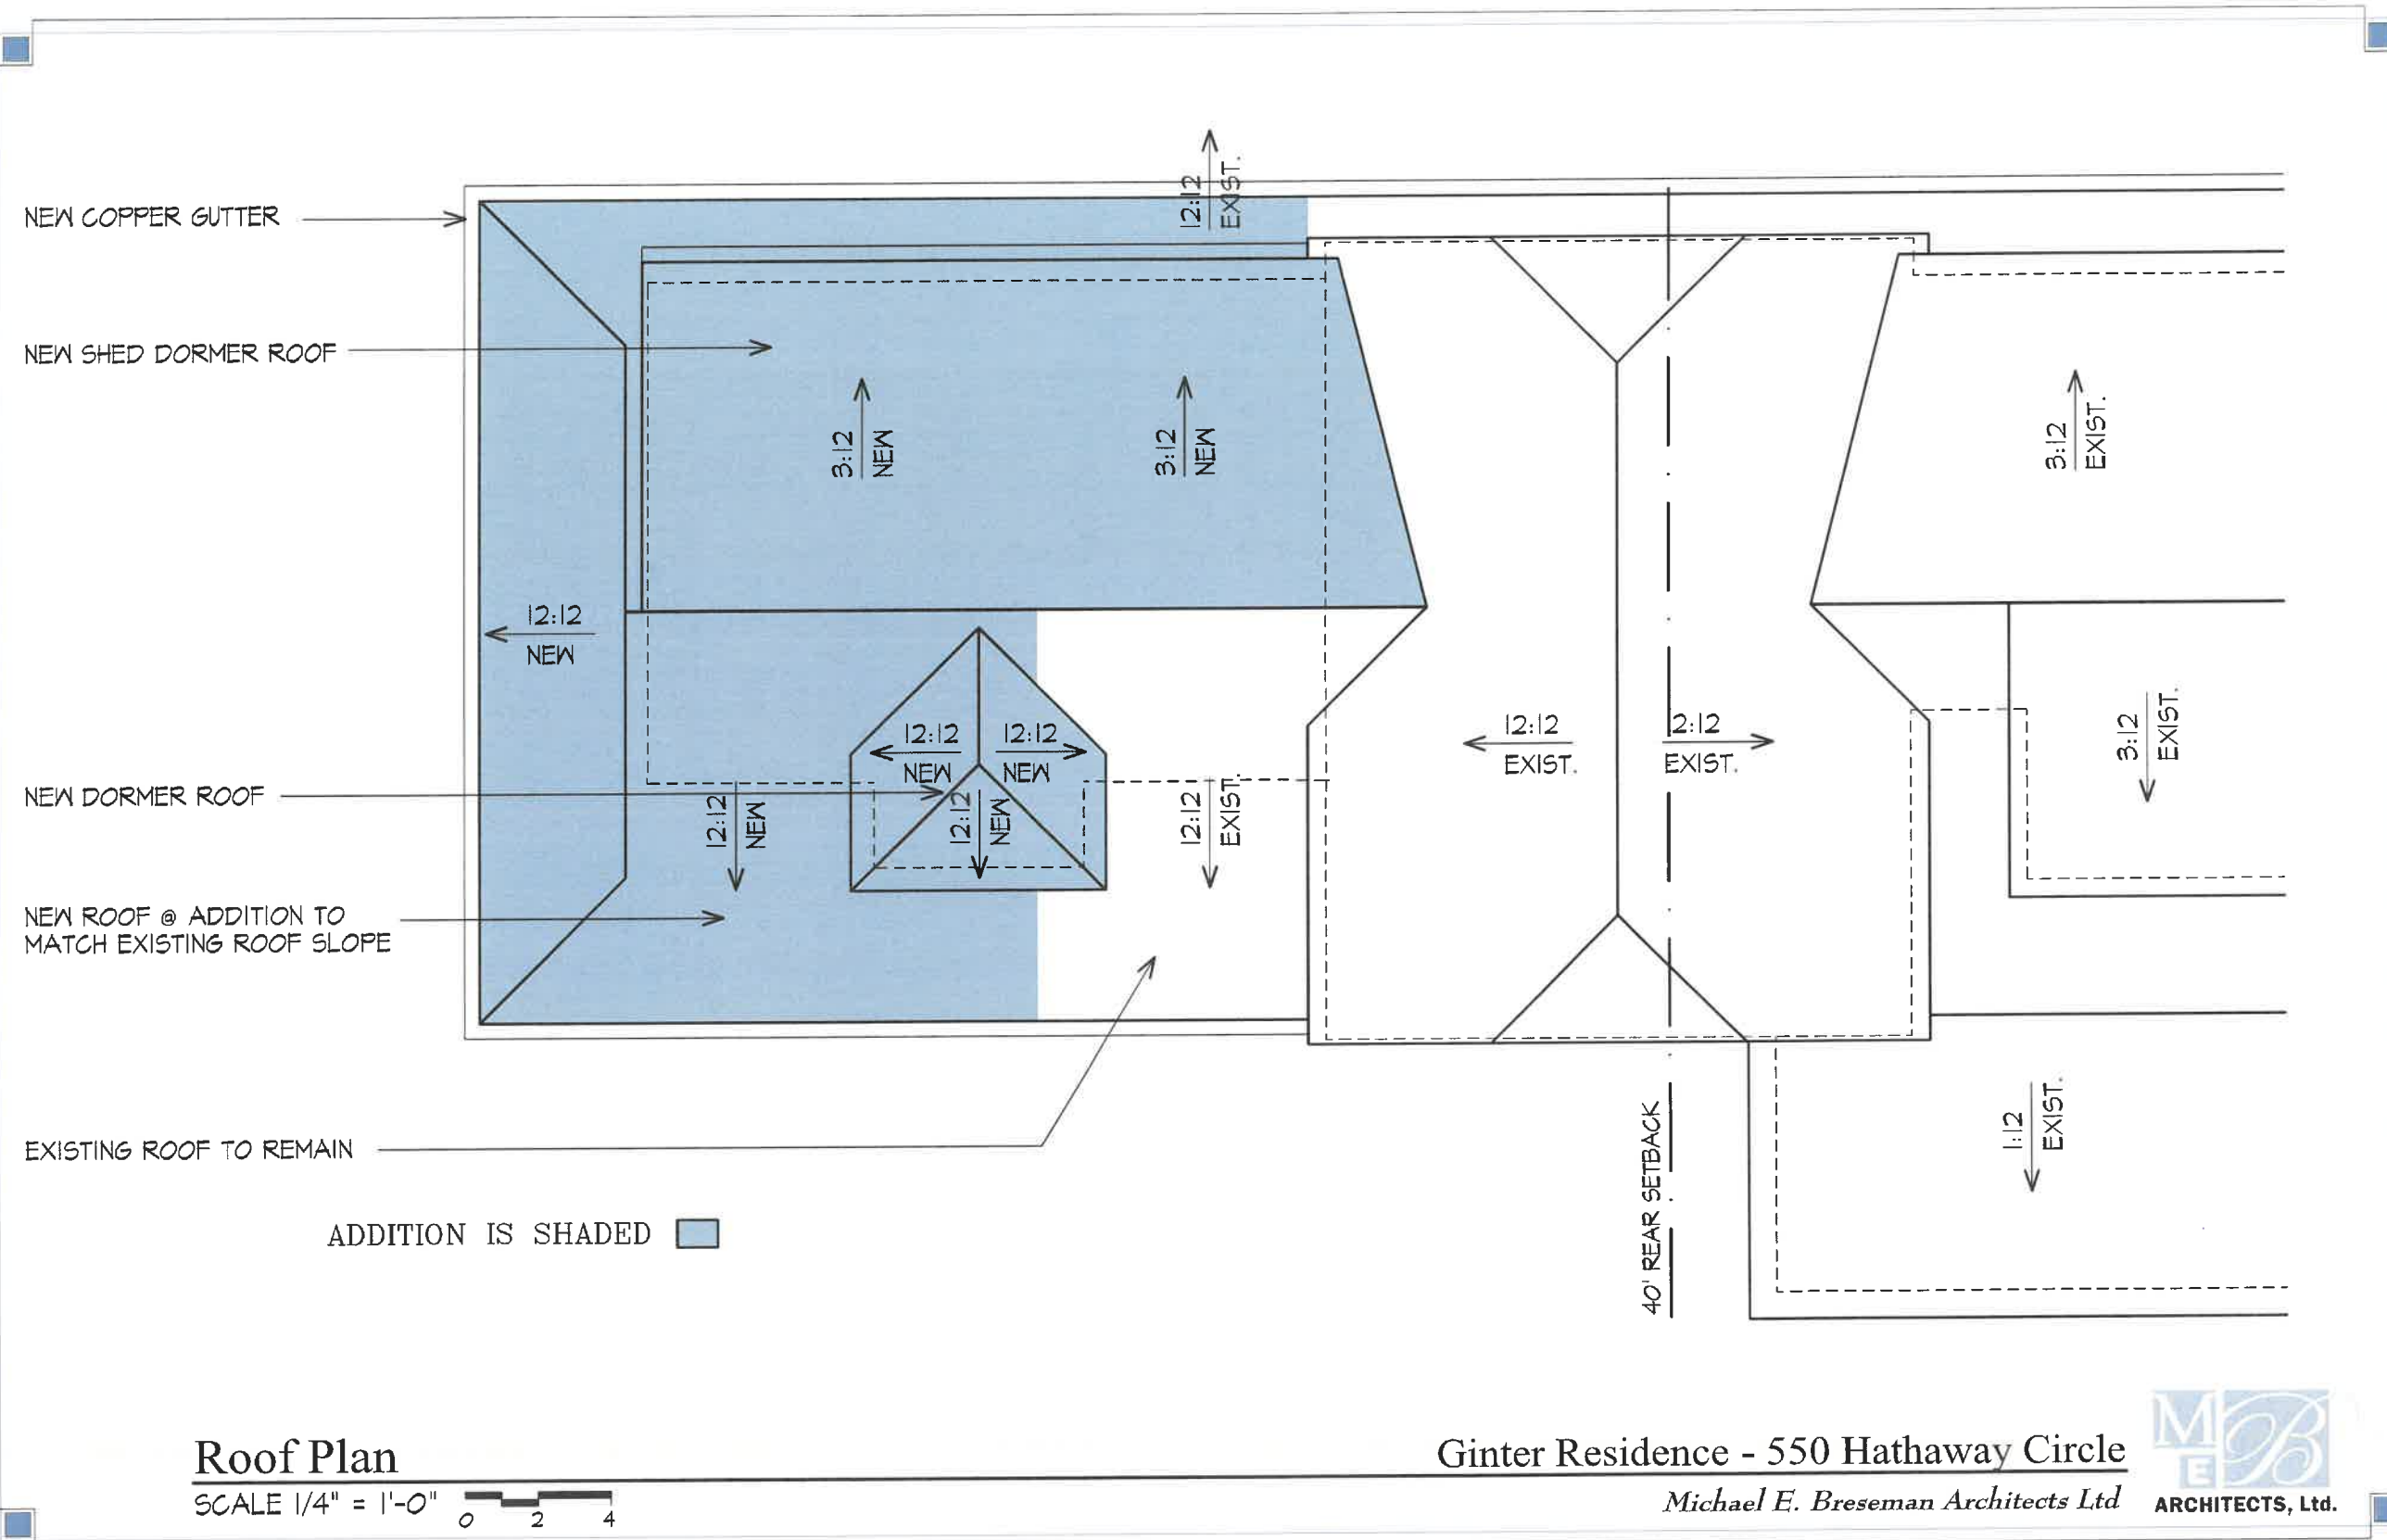 12:12
EXIST.
NEW COPPER GUTTER
NEW SHED DORMER ROOF
3:12
NEW
3:12
NEW
3:12
EXIST.
12:12
NEW
12:12
NEW
12:12
NEW
12:12
EXIST.
2:12
EXIST.
3:12
EXIST.
NEW DORMER ROOF
12:12
NEW
12:12
NEW
12:12
EXIST.
NEW ROOF @ ADDITION TO
MATCH EXISTING ROOF SLOPE
EXISTING ROOF TO REMAIN
40' REAR SETBACK
1:12
EXIST.
ADDITION IS SHADED
Roof Plan
SCALE 1/4" = 1'-0"
0 2 4
Ginter Residence - 550 Hathaway Circle
Michael E. Breseman Architects Ltd
M
E
B
ARCHITECTS, Ltd.